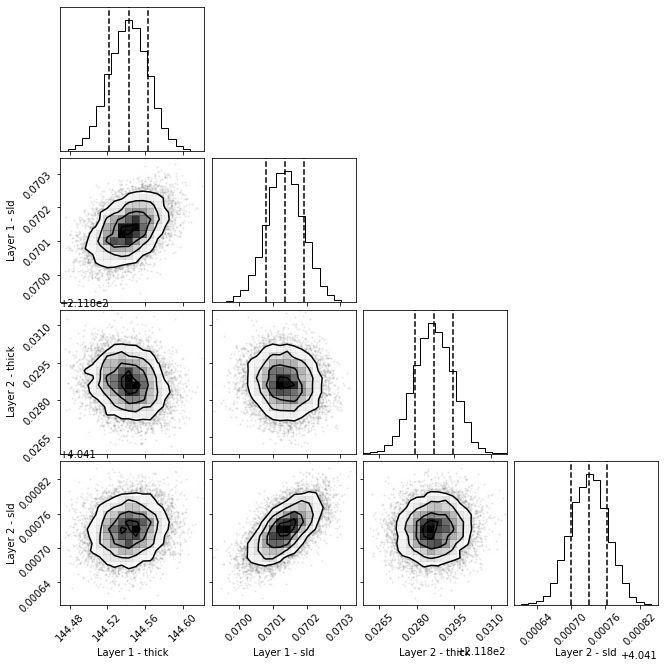 0.0703
0.0702
0.0701
0.0700
Layer 1 - sld
+2.118e2
0.0310
0.0295
0.0280
0.0265
Layer 2 - thick
+4.041
0.00082
0.00076
0.00070
0.00064
Layer 2 - sld
144.48 144.52 144.56 144.60
Layer 1 - thick
0.0700 0.0701 0.0702 0.0703
Layer 1 - sld
0.0265 0.0280 0.0295 0.0310
Layer 2 - thick
+2.118e2
0.00064 0.00070 0.00076 0.00082
Layer 2 - sld
+4.041